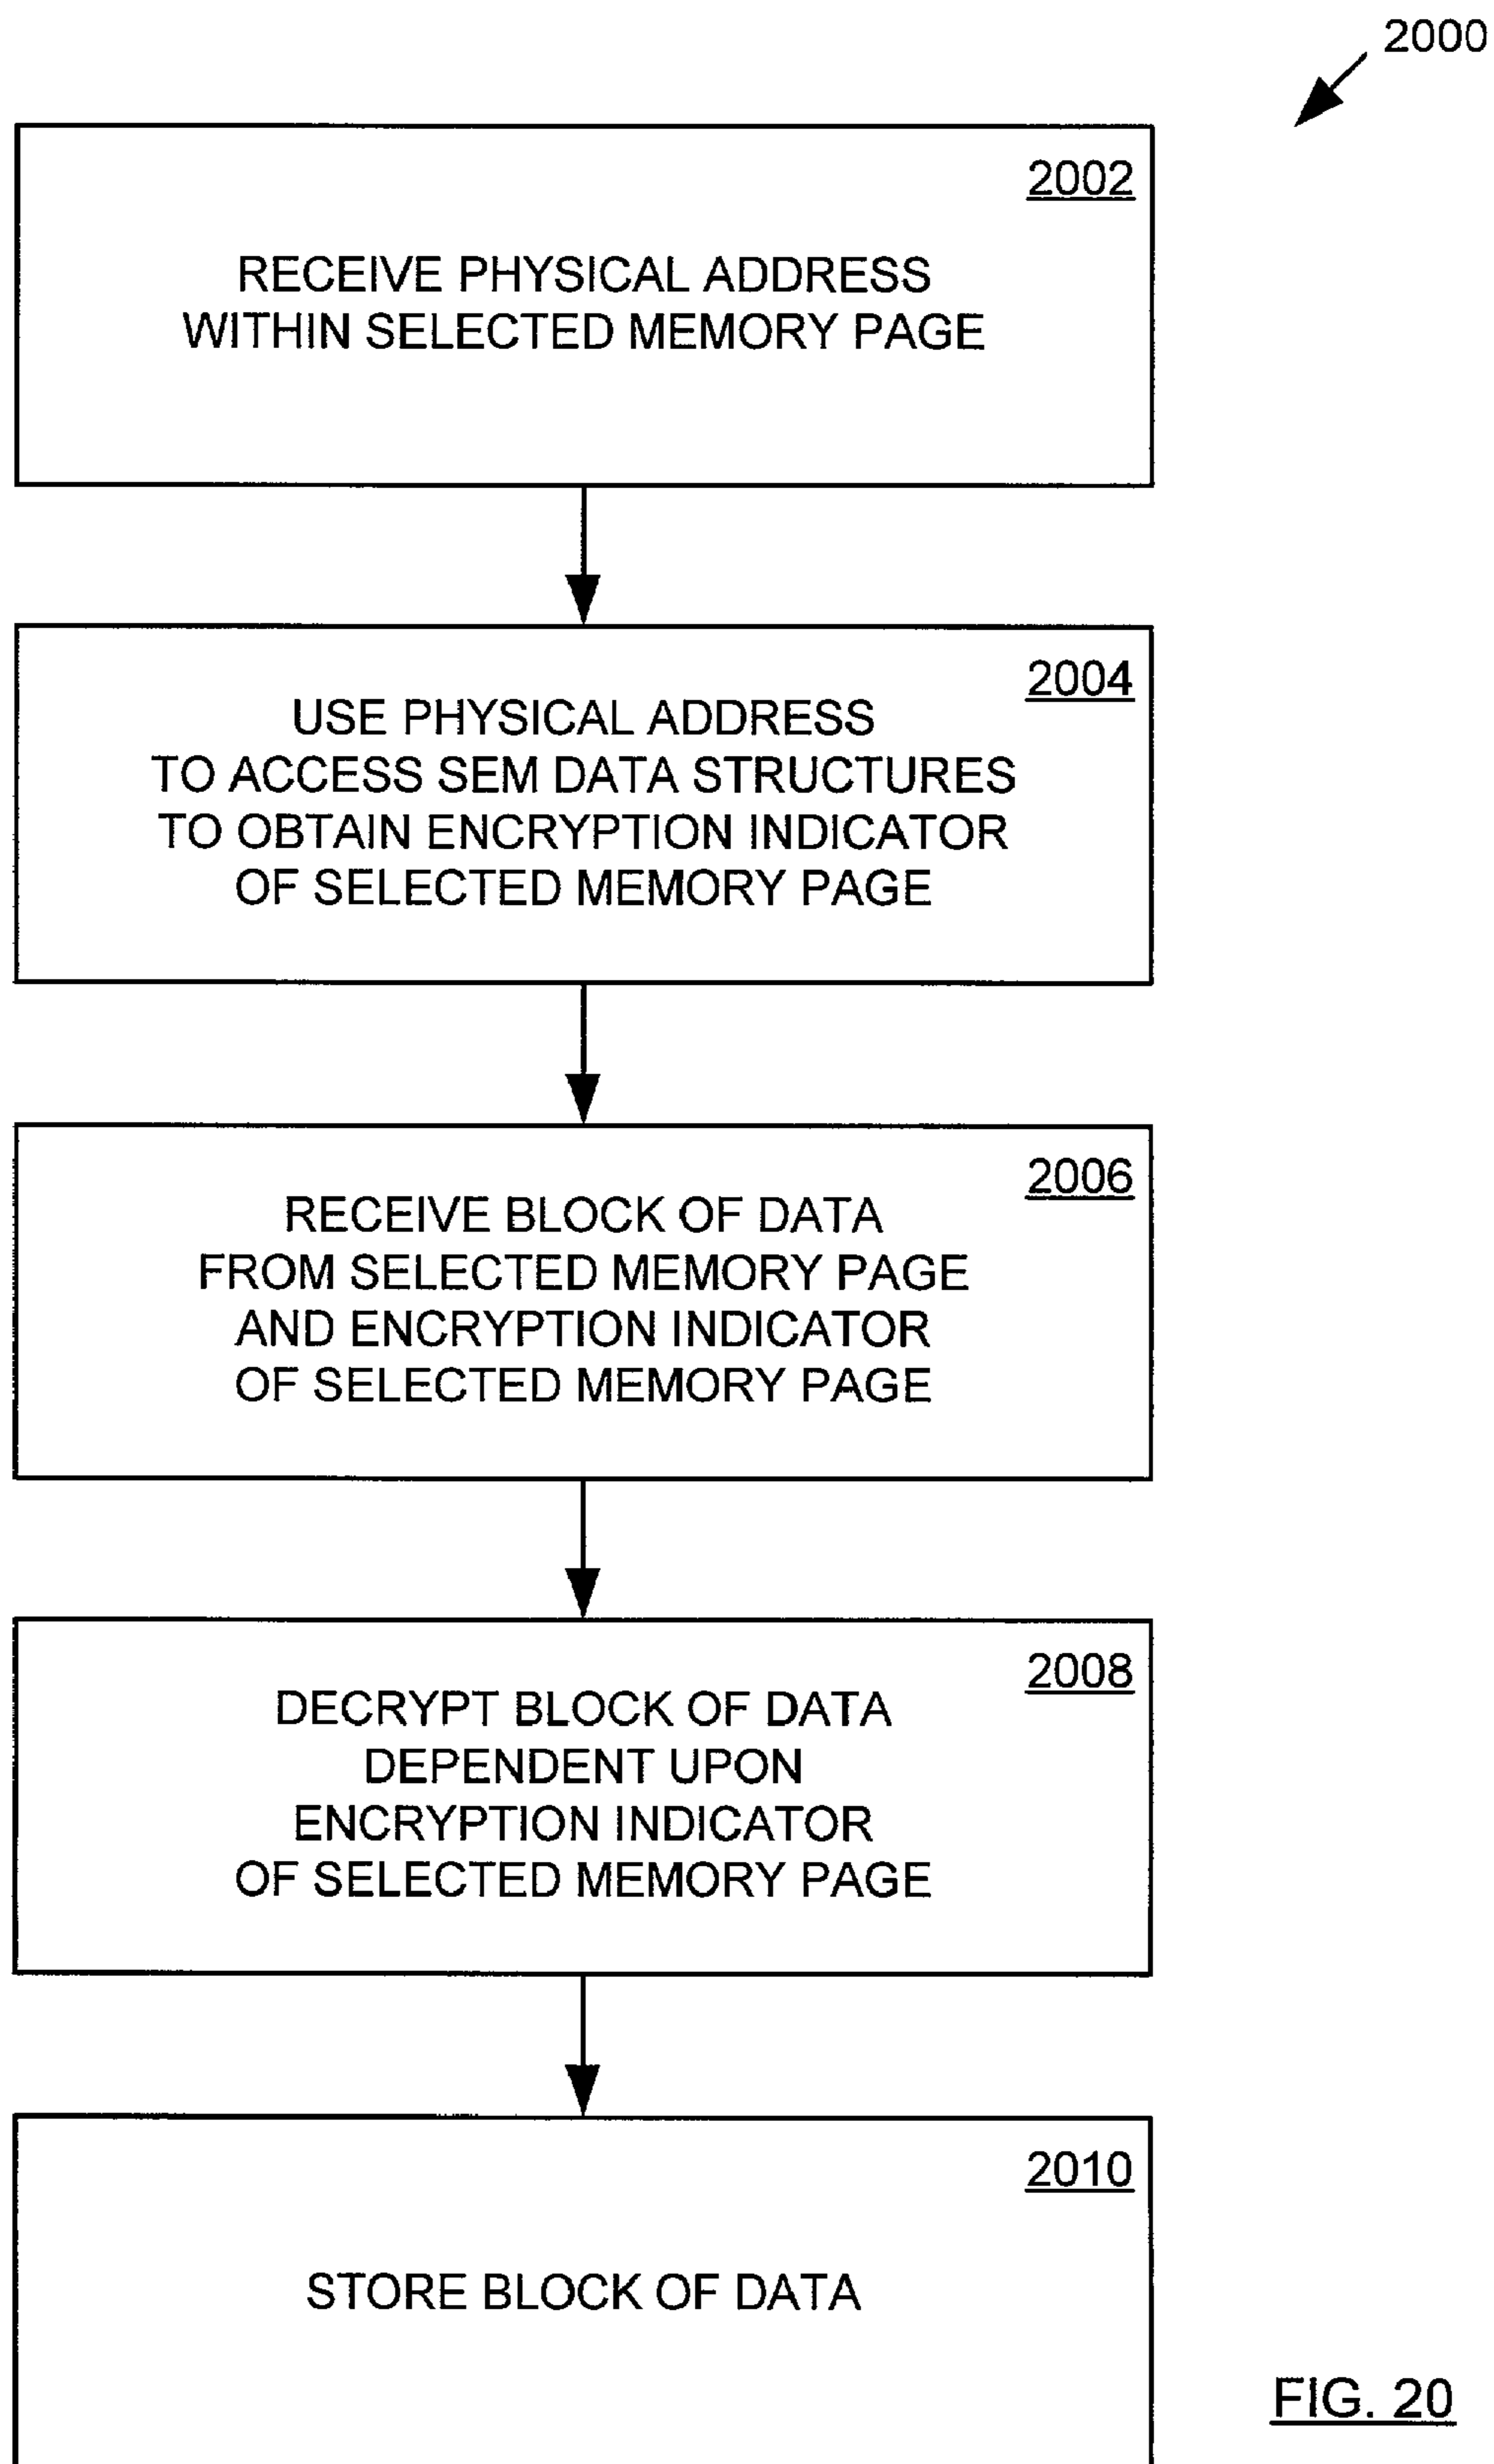 2000
2002
RECEIVE PHYSICAL ADDRESS
WITHIN SELECTED MEMORY PAGE
2004
USE PHYSICAL ADDRESS
TO ACCESS SEM DATA STRUCTURES
TO OBTAIN ENCRYPTION INDICATOR
OF SELECTED MEMORY PAGE
2006
RECEIVE BLOCK OF DATA
FROM SELECTED MEMORY PAGE
AND ENCRYPTION INDICATOR
OF SELECTED MEMORY PAGE
2008
DECRYPT BLOCK OF DATA
DEPENDENT UPON
ENCRYPTION INDICATOR
OF SELECTED MEMORY PAGE
2010
STORE BLOCK OF DATA
FIG. 20